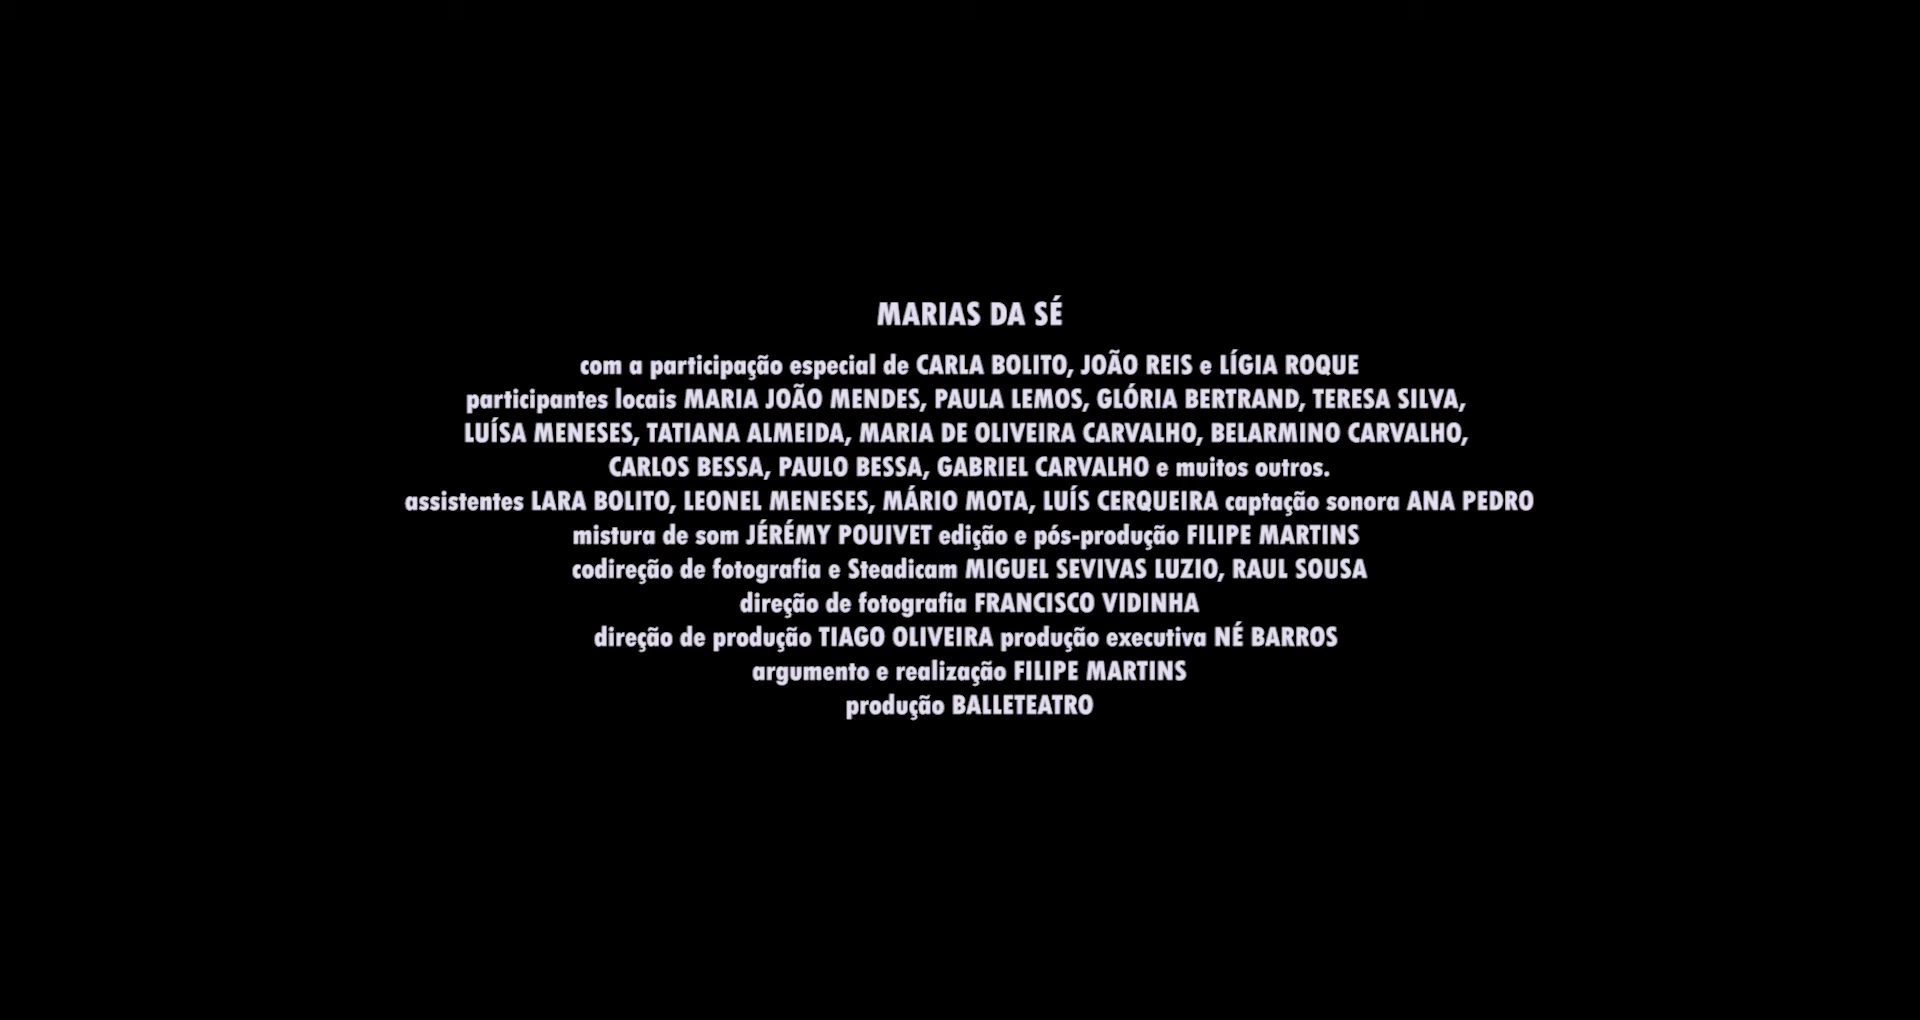 MARIAS DA SÉ
com a participação especial de CARLA BOLITO, JOÃO REIS e LÍGIA ROQUE
participantes locais MARIA JOÃO MENDES, PAULA LEMOS, GLÓRIA BERTRAND, TERESA SILVA,
LUÍSA MENESES, TATIANA ALMEIDA, MARIA DE OLIVEIRA CARVALHO, BELARMINO CARVALHO,
CARLOS BESSA, PAULO BESSA, GABRIEL CARVALHO e muitos outros.
assistentes LARA BOLITO, LEONEL MENESES, MÁRIO MOTA, LUÍS CERQUEIRA captação sonora ANA PEDRO
mistura de som JÉRÉMY POUIVET edição e pós-produção FILIPE MARTINS
codireção de fotografia e Steadicam MIGUEL SEVIVAS LUZIO, RAUL SOUSA
direção de fotografia FRANCISCO VIDINHA
direção de produção TIAGO OLIVEIRA produção executiva NÉ BARROS
argumento e realização FILIPE MARTINS
produção BALLETEATRO